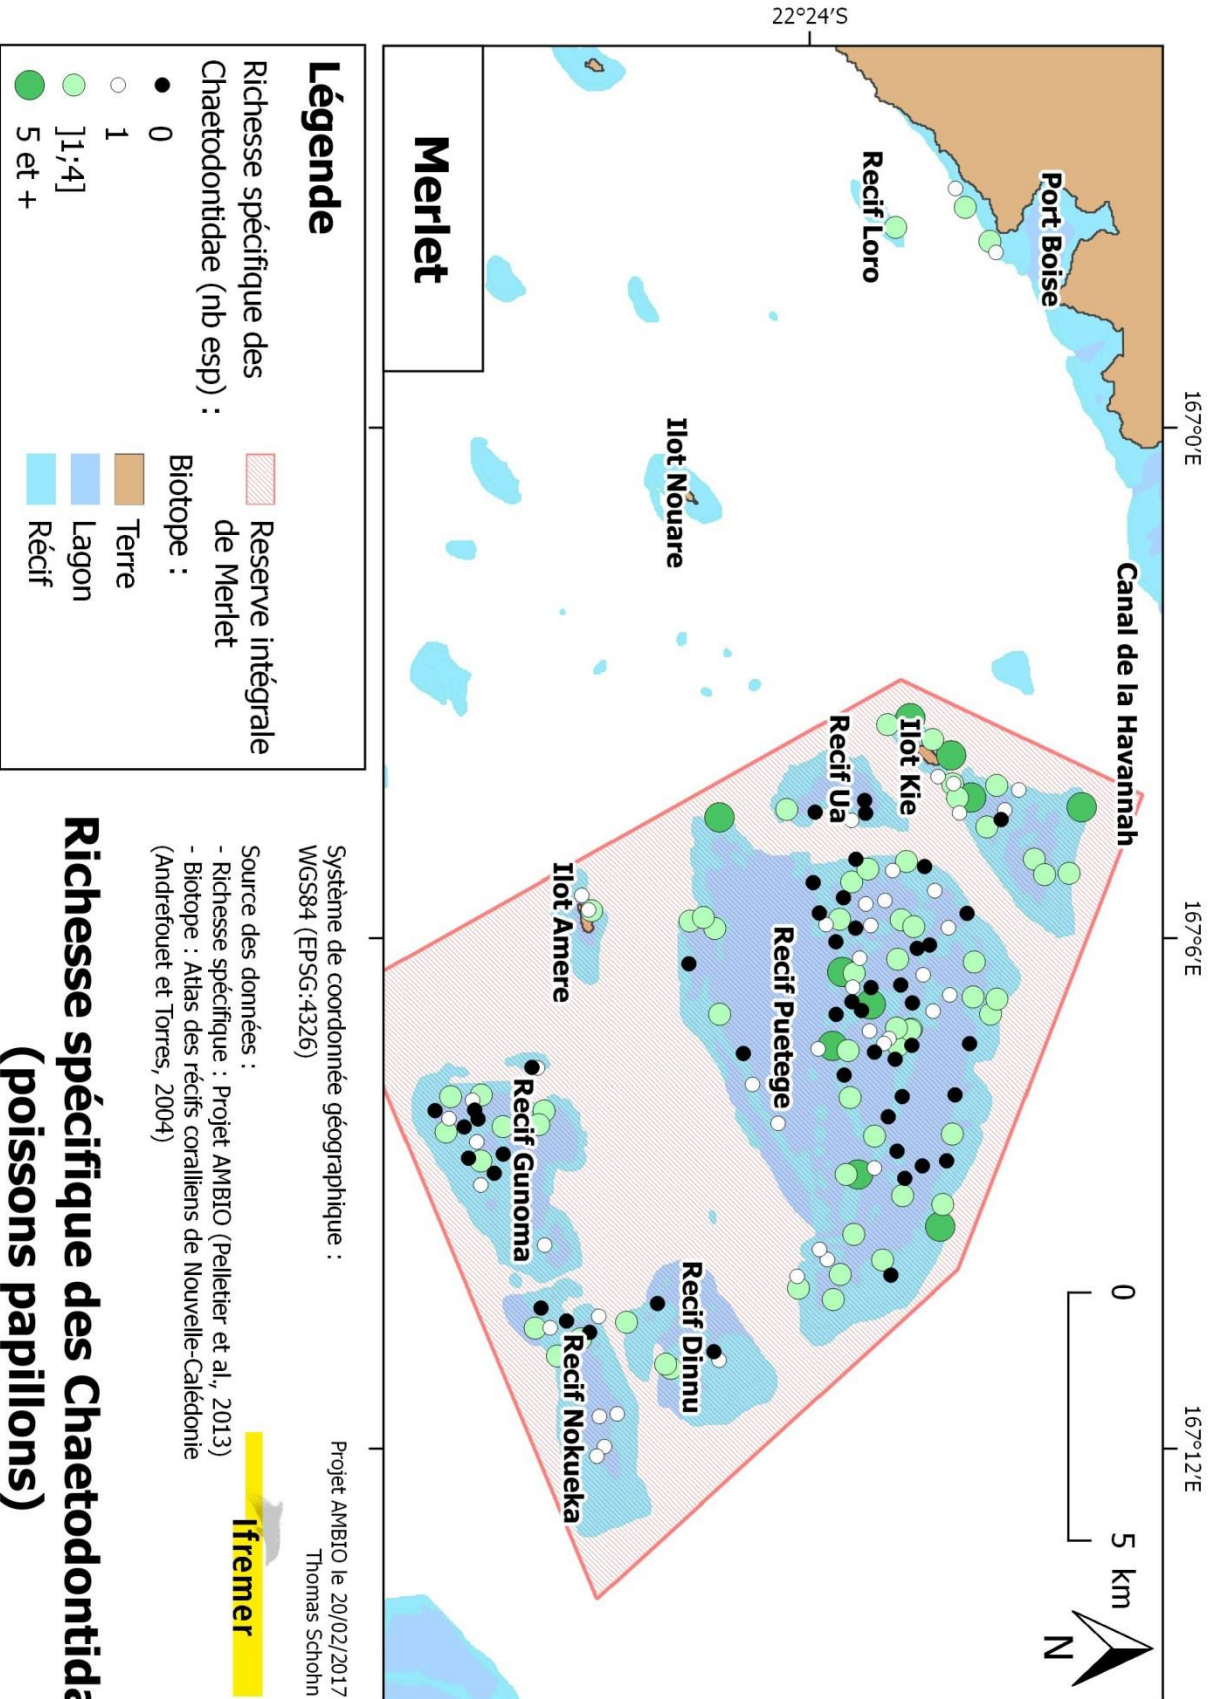 167°0'E
167°6'E
167°12'E
22°24'S
Canal de la Havannah
Port Boise
Recif Loro
Ilot Nouare
Ilot Kie
Recif Ua
Recif Puetege
Ilot Amere
Recif Gunoma
Recif Dinnu
Recif Nokueka
0 5 km
N
Merlet
Légende
Richesse spécifique des
Chaetodontidae (nb esp) :
0
1
]1;4]
5 et +
Reserve intégrale
de Merlet
Biotope :
Terre
Lagon
Récif
Système de coordonnée géographique :
WGS84 (EPSG:4326)
Source des données :
- Richesse spécifique : Projet AMBIO (Pelletier et al., 2013)
- Biotope : Atlas des récifs coralliens de Nouvelle-Calédonie
(Andrefouet et Torres, 2004)
Projet AMBIO le 20/02/2017
Thomas Schohn
Ifremer
Richesse spécifique des Chaetodontida
(poissons papillons)